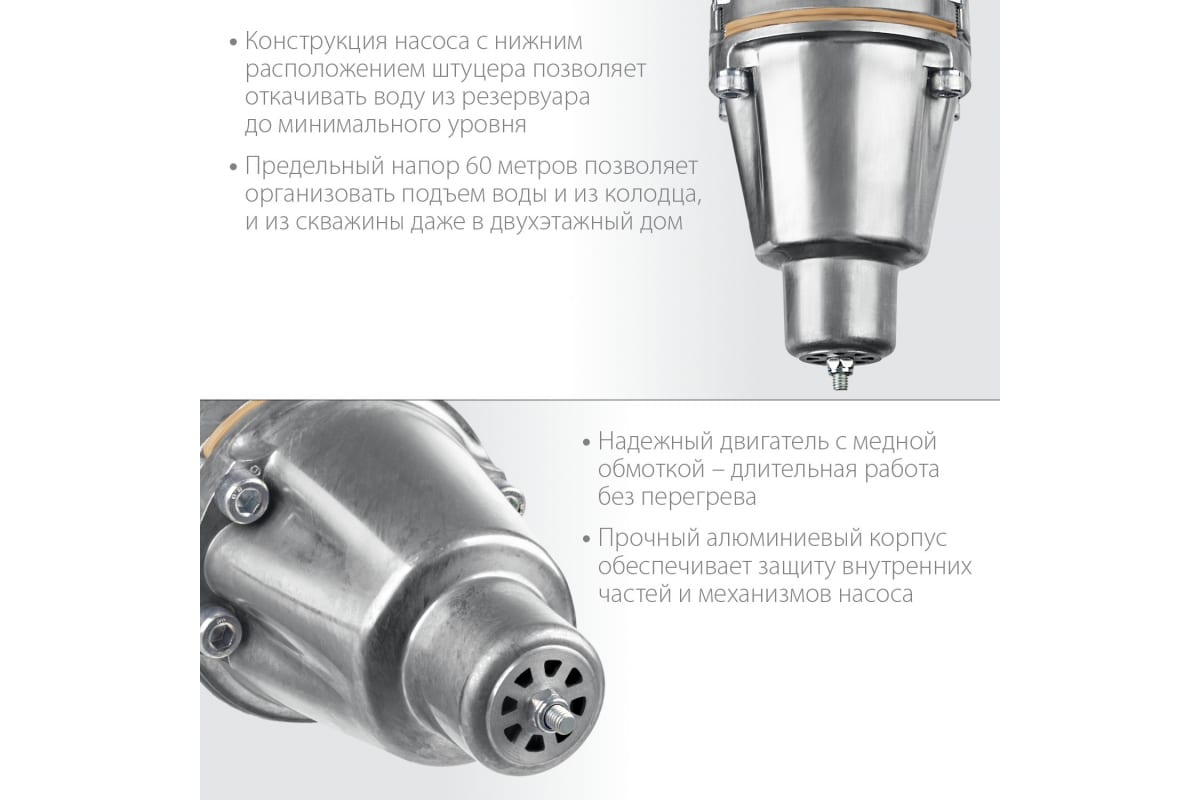 • Конструкция насоса с нижним
расположением штуцера позволяет
откачивать воду из резервуара
до минимального уровня
• Предельный напор 60 метров позволяет
организовать подъем воды и из колодца,
и из скважины даже в двухэтажный дом
• Надежный двигатель с медной
обмоткой – длительная работа
без перегрева
• Прочный алюминиевый корпус
обеспечивает защиту внутренних
частей и механизмов насоса